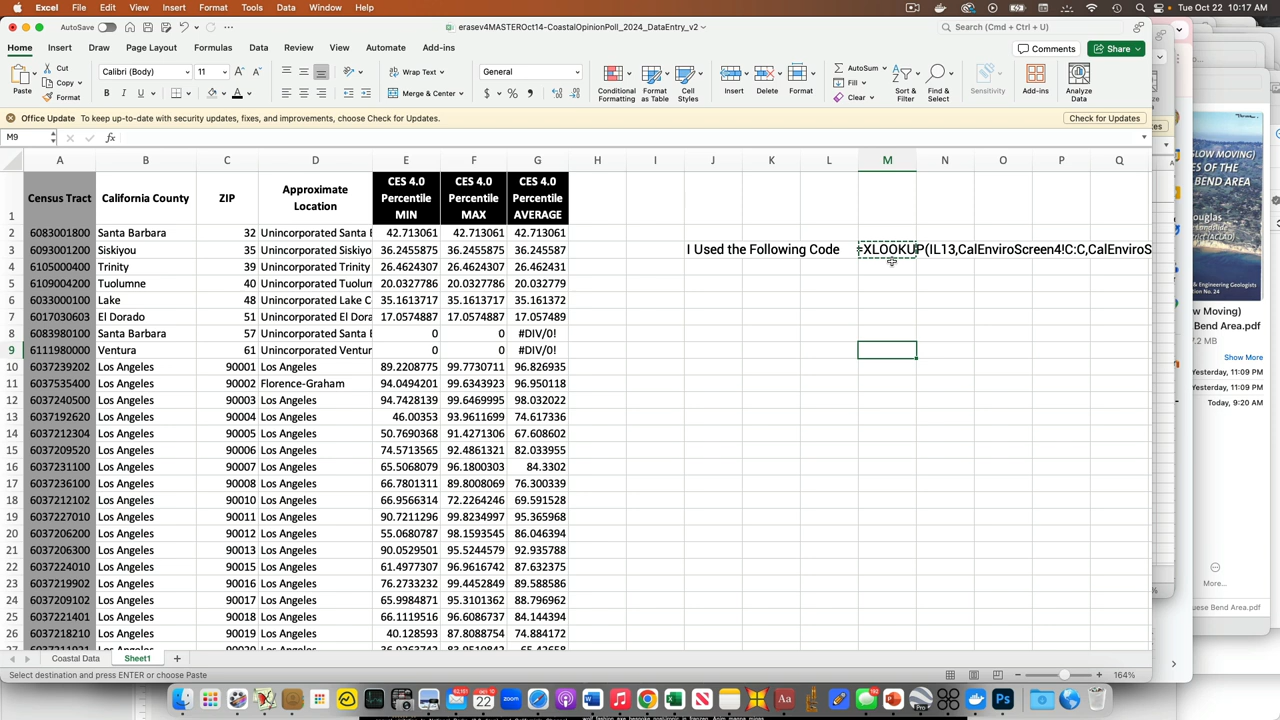 Excel File Edit View Insert Format Tools Data Window Help Tue Oct 22 10:17 AM
AutoSave erasev4MASTEROct14-CoastalOpinionPoll_2024_DataEntry_v2 Search (Cmd + Ctrl + U)
Home Insert Draw Page Layout Formulas Data Review View Automate Add-ins Comments Share
Paste Cut Copy Format Calibri (Body) 11 Wrap Text Merge & Center General Conditional Formatting Format as Table Cell Styles Insert Delete Format AutoSum Fill Clear Sort & Filter Find & Select Sensitivity Add-ins Analyze Data
Office Update To keep up-to-date with security updates, fixes, and improvements, choose Check for Updates. Check for Updates
M9 fx
A B C D E F G H I J K L M N O P Q
1 Census Tract California County ZIP Approximate Location CES 4.0 Percentile MIN CES 4.0 Percentile MAX CES 4.0 Percentile AVERAGE
2 6083001800 Santa Barbara 32 Unincorporated Santa B 42.713061 42.713061 42.713061
3 6093001200 Siskiyou 35 Unincorporated Siskiyo 36.2455875 36.2455875 36.245587 I Used the Following Code =XLOOKUP(IL13,CalEnviroScreen4!C:C,CalEnviroS
4 6105000400 Trinity 39 Unincorporated Trinity 26.4624307 26.4624307 26.462431
5 6109004200 Tuolumne 40 Unincorporated Tuolum 20.0327786 20.0327786 20.032779
6 6033000100 Lake 48 Unincorporated Lake C 35.1613717 35.1613717 35.161372
7 6017030603 El Dorado 51 Unincorporated El Dora 17.0574887 17.0574887 17.057489
8 6083980100 Santa Barbara 57 Unincorporated Santa B 0 0 #DIV/0!
9 6111980000 Ventura 61 Unincorporated Ventur 0 0 #DIV/0!
10 6037239202 Los Angeles 90001 Los Angeles 89.2208775 99.7730711 96.826935
11 6037535400 Los Angeles 90002 Florence-Graham 94.0494201 99.6343923 96.950118
12 6037240500 Los Angeles 90003 Los Angeles 94.7428139 99.6469995 98.032022
13 6037192620 Los Angeles 90004 Los Angeles 46.00353 93.9611699 74.617336
14 6037212304 Los Angeles 90005 Los Angeles 50.7690368 91.4271306 67.608602
15 6037209520 Los Angeles 90006 Los Angeles 74.5713565 92.4861321 82.033955
16 6037231100 Los Angeles 90007 Los Angeles 65.5068079 96.1800303 84.3302
17 6037236100 Los Angeles 90008 Los Angeles 66.7801311 89.8008069 76.300339
18 6037212102 Los Angeles 90010 Los Angeles 66.9566314 72.2264246 69.591528
19 6037227010 Los Angeles 90011 Los Angeles 90.7211296 99.8234997 95.365968
20 6037206200 Los Angeles 90012 Los Angeles 55.0680787 98.1593545 86.046394
21 6037206300 Los Angeles 90013 Los Angeles 90.0529501 95.5244579 92.935788
22 6037224010 Los Angeles 90015 Los Angeles 61.4977307 96.9616742 87.632375
23 6037219902 Los Angeles 90016 Los Angeles 76.2733232 99.4452849 89.588586
24 6037209102 Los Angeles 90017 Los Angeles 65.9984871 95.3101362 88.796962
25 6037221401 Los Angeles 90018 Los Angeles 66.1119516 96.6086737 84.144394
26 6037218210 Los Angeles 90019 Los Angeles 40.128593 87.8088754 74.884172
Coastal Data Sheet1
Select destination and press ENTER or choose Paste 164%
SLOW MOVING)
ES OF THE
BEND AREA
Douglas
& Engineering Geologists
ation No. 24
Moving)
Bend Area.pdf
7.2 MB
Show More
Yesterday, 11:09 PM
Yesterday, 11:09 PM
Today, 9:20 AM
More...
uese Bend Area.pdf